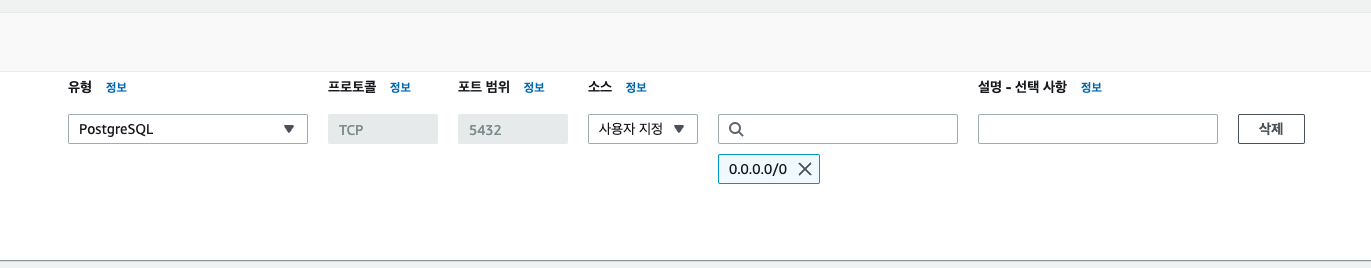 유형 정보 프로토콜 정보 포트 범위 정보 소스 정보 설명 - 선택 사항 정보
PostgreSQL TCP 5432 사용자 지정 삭제
0.0.0.0/0